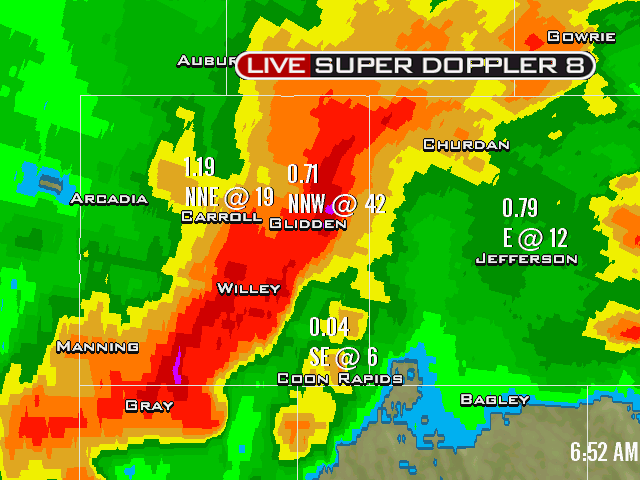 GOWRIE
AUBUR
LIVE SUPER DOPPLER 8
CHURDAN
1.19
NNE @ 19
CARROLL
0.71
NNW @ 42
GLIDDEN
ARCADIA
0.79
E @ 12
JEFFERSON
WILLEY
0.04
SE @ 6
COON RAPIDS
MANNING
GRAY
BAGLEY
6:52 AM